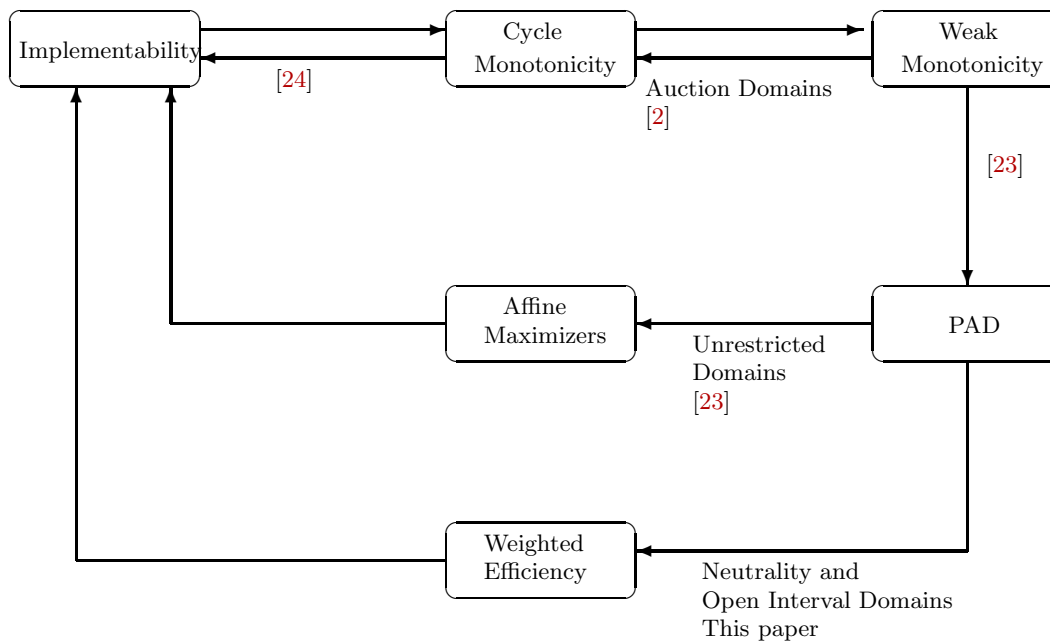 Implementability
Cycle
Monotonicity
Weak
Monotonicity
[24]
Auction Domains
[2]
[23]
Affine
Maximizers
PAD
Unrestricted
Domains
[23]
Weighted
Efficiency
Neutrality and
Open Interval Domains
This paper